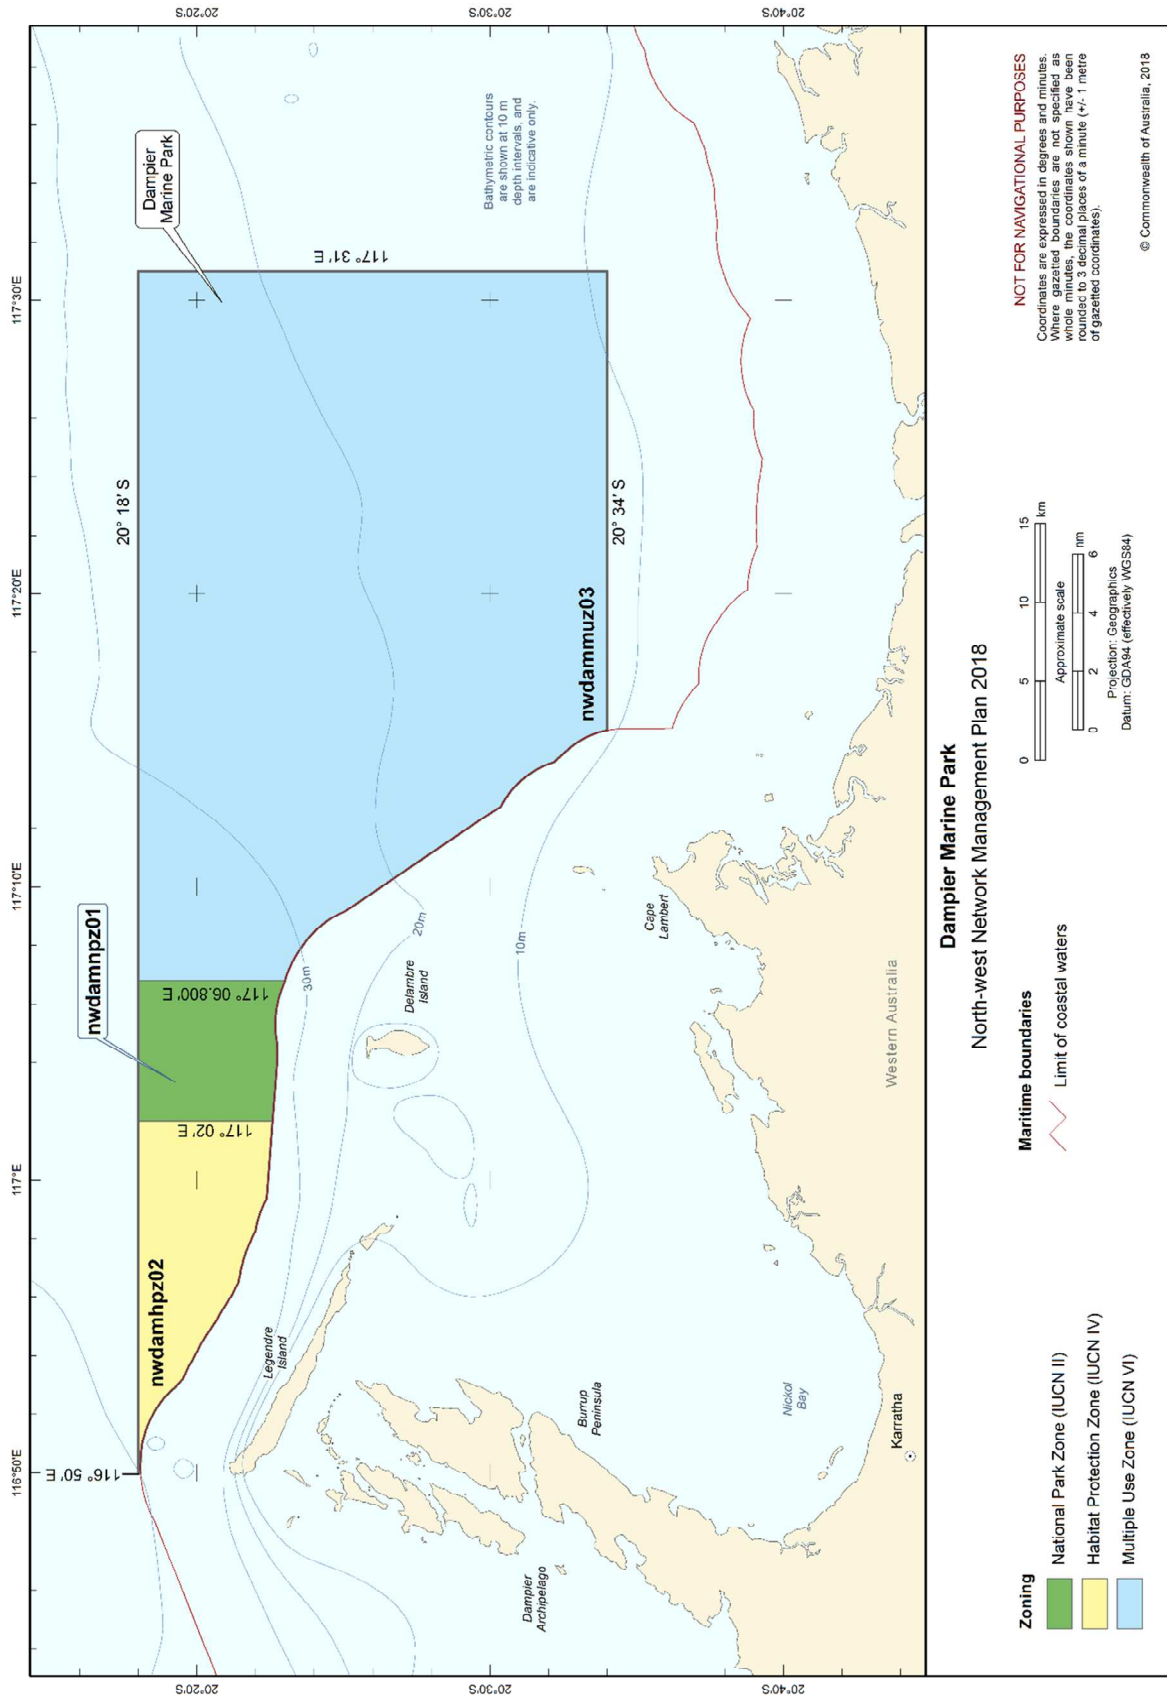 116°50'E
117°E
117°10'E
117°20'E
117°30'E
20°20'S
20°30'S
20°40'S
20°20'S
20°30'S
20°40'S
116° 50' E
nwdamhpz02
117° 02' E
nwdamnpz01
117° 06.800' E
20° 18' S
Dampier
Marine Park
117° 31' E
Bathymetric contours
are shown at 10 m
depth intervals, and
are indicative only.
nwdammuz03
20° 34' S
30m
20m
10m
Legendre
Island
Delambre
Island
Dampier
Archipelago
Burrup
Peninsula
Cape
Lambert
Nickol
Bay
Karratha
Western Australia
Dampier Marine Park
North-west Network Management Plan 2018
Zoning
National Park Zone (IUCN II)
Habitat Protection Zone (IUCN IV)
Multiple Use Zone (IUCN VI)
Maritime boundaries
Limit of coastal waters
0 5 10 15
km
Approximate scale
nm
0 2 4 6
Projection: Geographics
Datum: GDA94 (effectively WGS84)
NOT FOR NAVIGATIONAL PURPOSES
Coordinates are expressed in degrees and minutes.
Where gazetted boundaries are not specified as
whole minutes, the coordinates shown have been
rounded to 3 decimal places of a minute (+/- 1 metre
of gazetted coordinates).
© Commonwealth of Australia, 2018